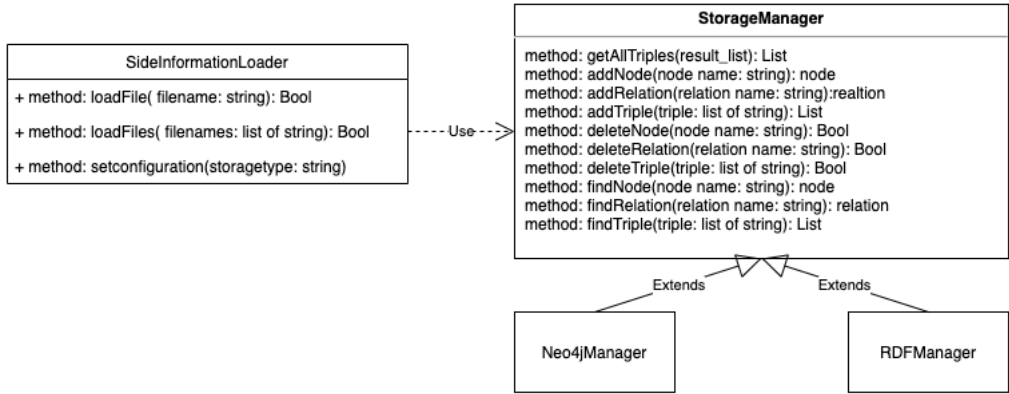 StorageManager
method: getAllTriples(result_list): List
method: addNode(node name: string): node
method: addRelation(relation name: string):realtion
method: addTriple(triple: list of string): List
method: deleteNode(node name: string): Bool
method: deleteRelation(relation name: string): Bool
method: deleteTriple(triple: list of string): Bool
method: findNode(node name: string): node
method: findRelation(relation name: string): relation
method: findTriple(triple: list of string): List
SideInformationLoader
+ method: loadFile( filename: string): Bool
+ method: loadFiles( filenames: list of string): Bool
+ method: setconfiguration(storagetype: string)
Use
Extends
Extends
Neo4jManager
RDFManager